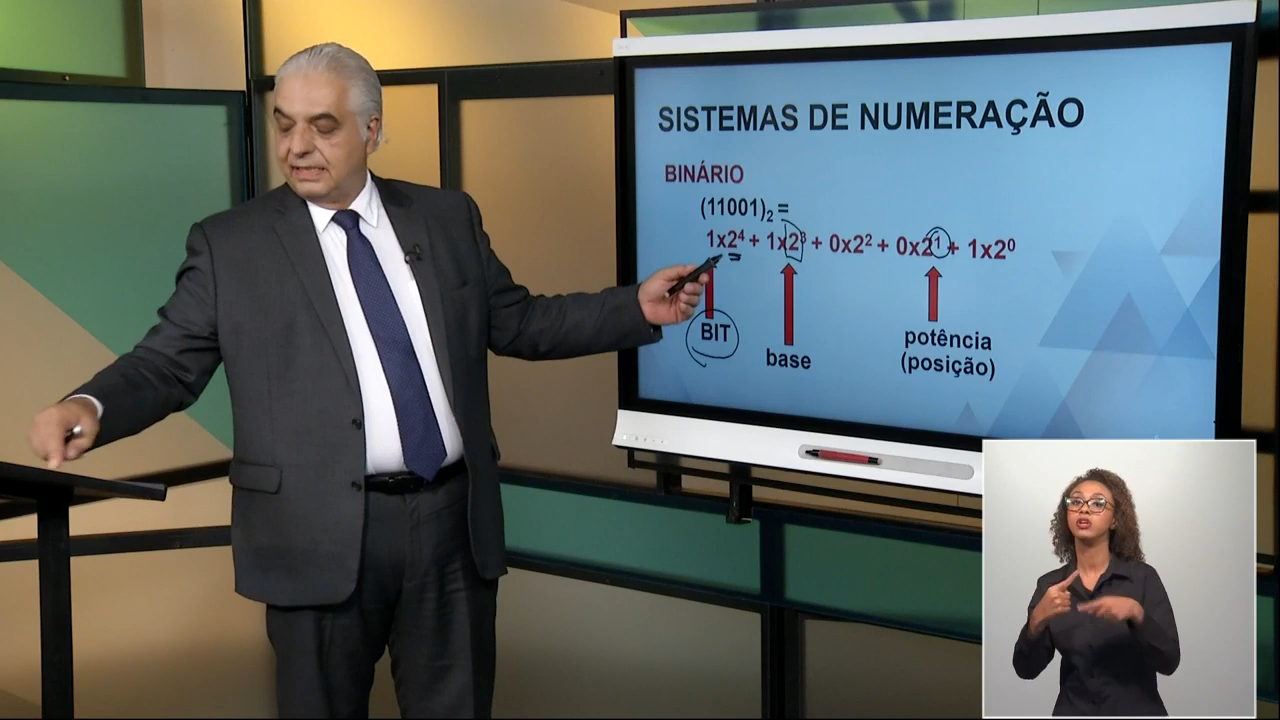 SISTEMAS DE NUMERAÇÃO
BINÁRIO
(11001)₂ =
1x2⁴ + 1x2³ + 0x2² + 0x2¹ + 1x2⁰
BIT
base
potência
(posição)